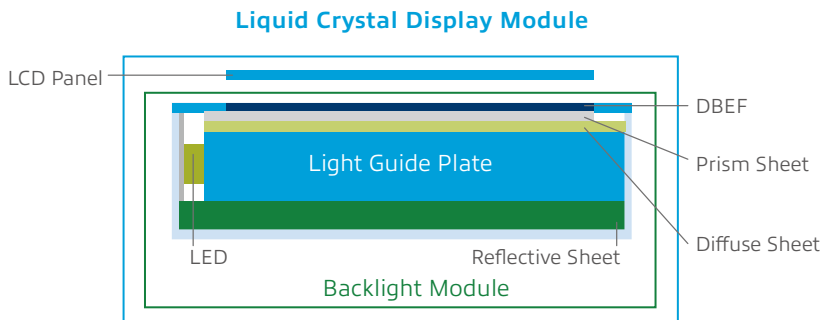 Liquid Crystal Display Module
LCD Panel
DBEF
Light Guide Plate
Prism Sheet
Diffuse Sheet
LED
Reflective Sheet
Backlight Module